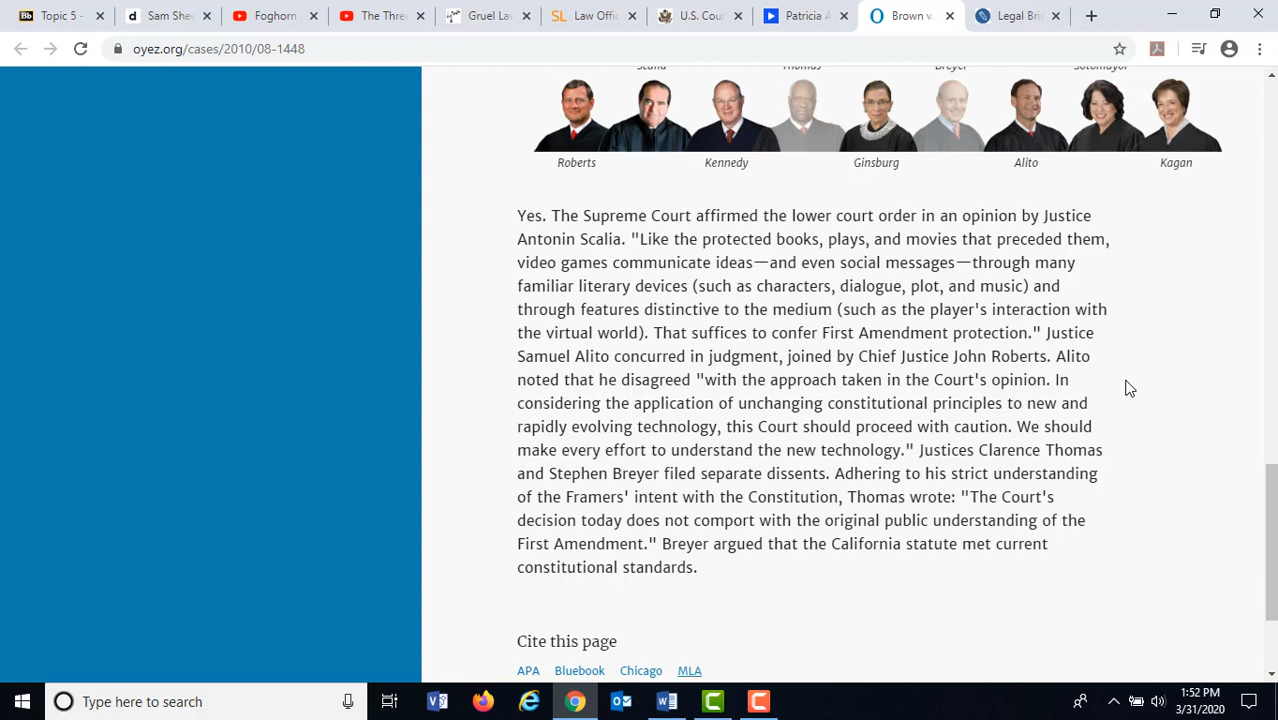 Topic 5 -
Sam Shee
Foghorn
The Three
Gruel La
Law Offic
U.S. Cour
Patricia A
Brown v.
Legal Brie
oyez.org/cases/2010/08-1448
Scalia Thomas Breyer Sotomayor
Roberts Kennedy Ginsburg Alito Kagan
Yes. The Supreme Court affirmed the lower court order in an opinion by Justice
Antonin Scalia. "Like the protected books, plays, and movies that preceded them,
video games communicate ideas—and even social messages—through many
familiar literary devices (such as characters, dialogue, plot, and music) and
through features distinctive to the medium (such as the player's interaction with
the virtual world). That suffices to confer First Amendment protection." Justice
Samuel Alito concurred in judgment, joined by Chief Justice John Roberts. Alito
noted that he disagreed "with the approach taken in the Court's opinion. In
considering the application of unchanging constitutional principles to new and
rapidly evolving technology, this Court should proceed with caution. We should
make every effort to understand the new technology." Justices Clarence Thomas
and Stephen Breyer filed separate dissents. Adhering to his strict understanding
of the Framers' intent with the Constitution, Thomas wrote: "The Court's
decision today does not comport with the original public understanding of the
First Amendment." Breyer argued that the California statute met current
constitutional standards.
Cite this page
APA Bluebook Chicago MLA
Type here to search
1:52 PM
3/31/2020